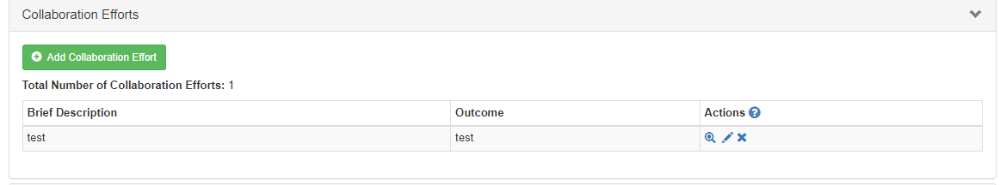 Collaboration Efforts
Add Collaboration Effort
Total Number of Collaboration Efforts: 1
Brief Description Outcome Actions
test test